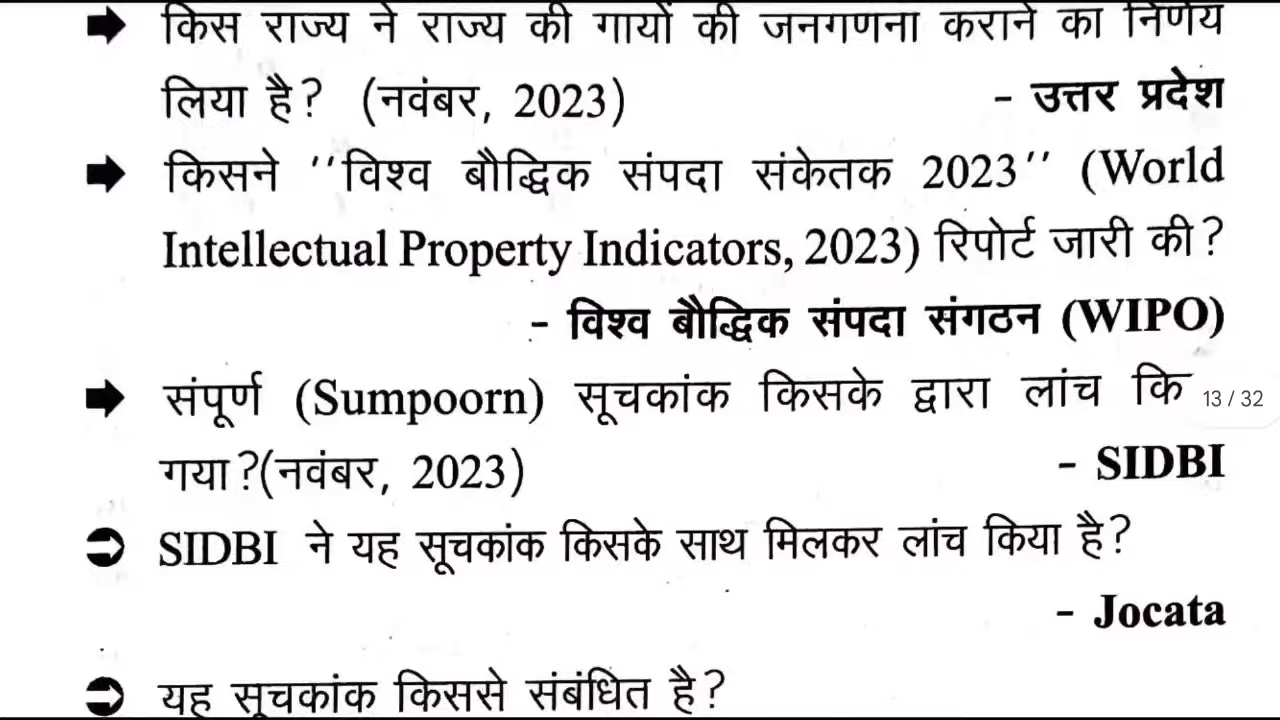 ➡ किस राज्य ने राज्य की गायों की जनगणना कराने का निर्णय
लिया है? (नवंबर, 2023) - उत्तर प्रदेश
➡ किसने ''विश्व बौद्धिक संपदा संकेतक 2023'' (World
Intellectual Property Indicators, 2023) रिपोर्ट जारी की?
- विश्व बौद्धिक संपदा संगठन (WIPO)
➡ संपूर्ण (Sumpoorn) सूचकांक किसके द्वारा लांच कि
13 / 32
गया?(नवंबर, 2023) - SIDBI
➲ SIDBI ने यह सूचकांक किसके साथ मिलकर लांच किया है?
- Jocata
➲ यह सूचकांक किससे संबंधित है?